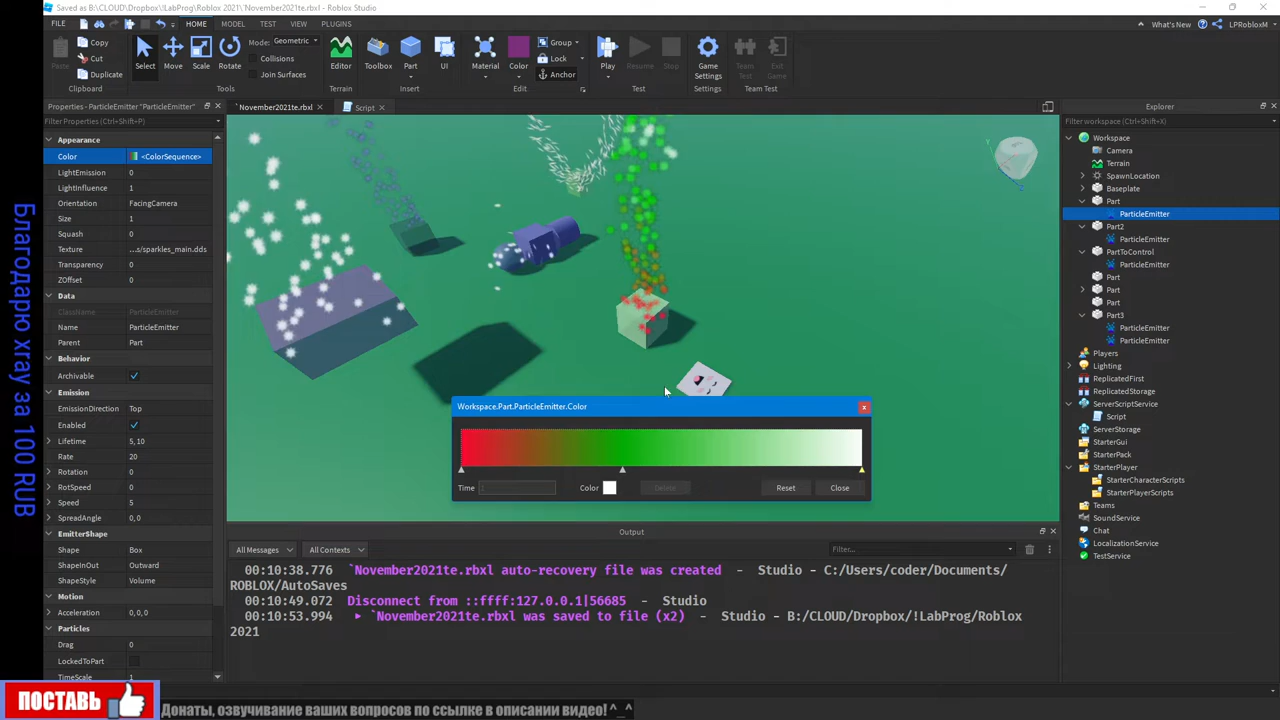 Saved as B:\CLOUD\Dropbox\!LabProg\Roblox 2021\`November2021te.rbxl - Roblox Studio
FILE HOME MODEL TEST VIEW PLUGINS
What's New LPRobloxM
Paste Copy Cut Duplicate Clipboard
Select Move Scale Rotate Mode: Geometric Collisions Join Surfaces Tools
Editor Terrain
Toolbox Part UI Insert
Material Color Group Lock Anchor Edit
Play Resume Stop Test
Game Settings Settings
Team Test Exit Game Team Test
Properties - ParticleEmitter "ParticleEmitter"
Filter Properties (Ctrl+Shift+P)
Appearance
Color <ColorSequence>
LightEmission 0
LightInfluence 1
Orientation FacingCamera
Size 1
Squash 0
Texture ...s/sparkles_main.dds
Transparency 0
ZOffset 0
Data
ClassName ParticleEmitter
Name ParticleEmitter
Parent Part
Behavior
Archivable
Emission
EmissionDirection Top
Enabled
Lifetime 5, 10
Rate 20
Rotation 0
RotSpeed 0
Speed 5
SpreadAngle 0, 0
EmitterShape
Shape Box
ShapeInOut Outward
ShapeStyle Volume
Motion
Acceleration 0, 0, 0
Particles
Drag 0
LockedToPart
TimeScale 1
`November2021te.rbxl Script
Workspace.Part.ParticleEmitter.Color
Time Color Delete Reset Close
Output
All Messages All Contexts Filter...
00:10:38.776 `November2021te.rbxl auto-recovery file was created - Studio - C:/Users/coder/Documents/
ROBLOX/AutoSaves
00:10:49.072 Disconnect from ::ffff:127.0.0.1|56685 - Studio
00:10:53.994 `November2021te.rbxl was saved to file (x2) - Studio - B:/CLOUD/Dropbox/!LabProg/Roblox
2021
Explorer
Filter workspace (Ctrl+Shift+X)
Workspace
Camera
Terrain
SpawnLocation
Baseplate
Part
ParticleEmitter
Part2
ParticleEmitter
PartToControl
ParticleEmitter
Part
Part
Part
Part3
ParticleEmitter
ParticleEmitter
Players
Lighting
ReplicatedFirst
ReplicatedStorage
ServerScriptService
Script
ServerStorage
StarterGui
StarterPack
StarterPlayer
StarterCharacterScripts
StarterPlayerScripts
Teams
SoundService
Chat
LocalizationService
TestService
Благодарю xray за 100 RUB
ПОСТАВЬ
Донаты, озвучивание ваших вопросов по ссылке в описании видео! ^_^